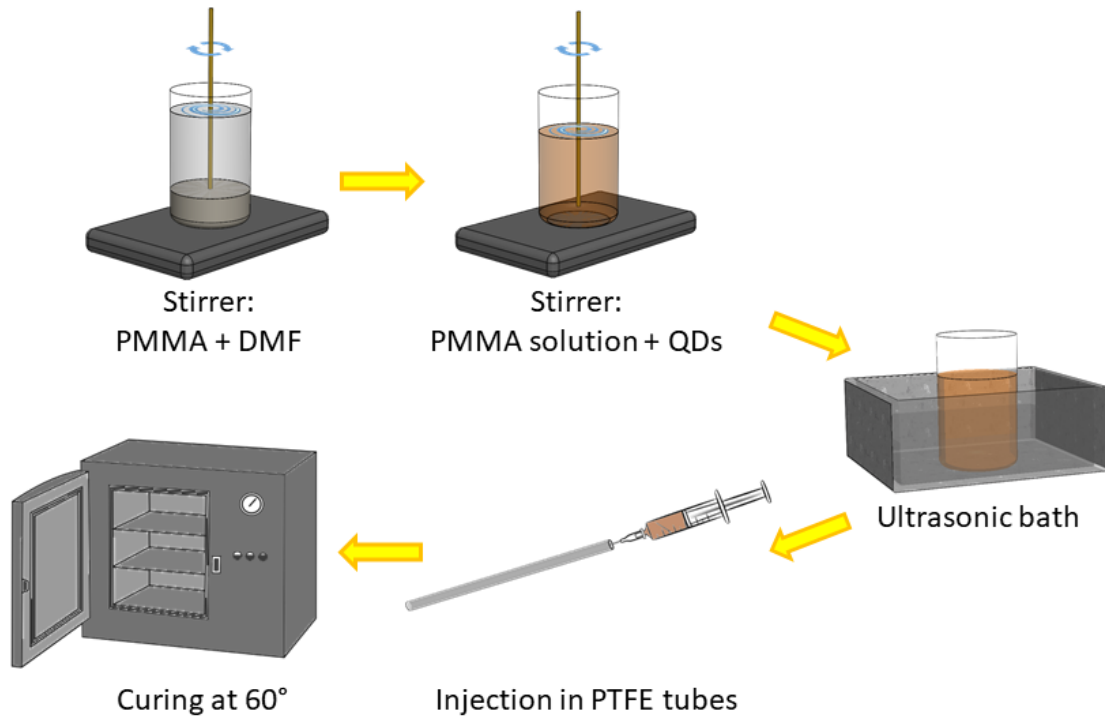 Stirrer:
PMMA + DMF
Stirrer:
PMMA solution + QDs
Ultrasonic bath
Injection in PTFE tubes
Curing at 60°